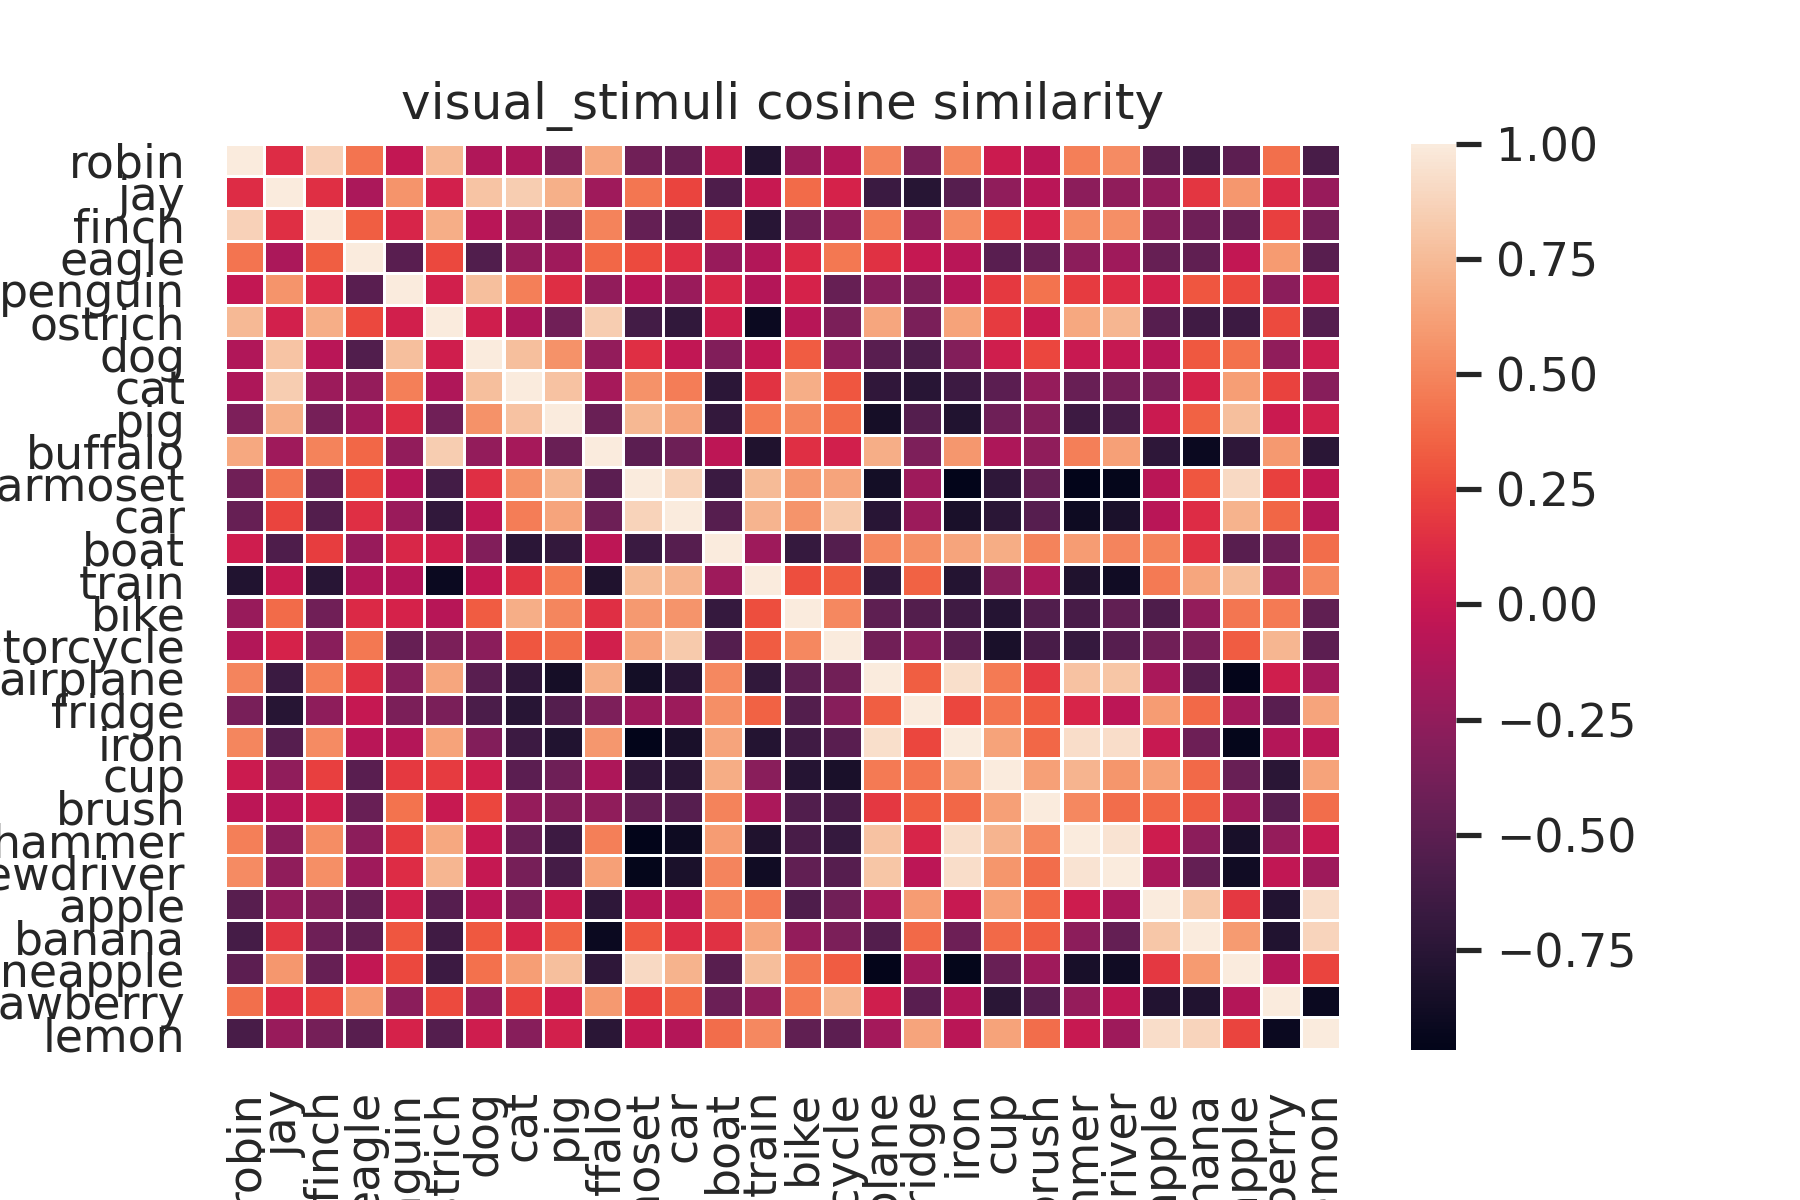 visual_stimuli cosine similarity
robin
jay
finch
eagle
penguin
ostrich
dog
cat
pig
buffalo
armoset
car
boat
train
bike
torcycle
airplane
fridge
iron
cup
brush
hammer
ewdriver
apple
banana
neapple
awberry
lemon
1.00
0.75
0.50
0.25
0.00
−0.25
−0.50
−0.75
robin
jay
finch
eagle
guin
trich
dog
cat
pig
ffalo
noset
car
boat
train
bike
cycle
plane
ridge
iron
cup
brush
nmer
river
apple
nana
apple
berry
mon